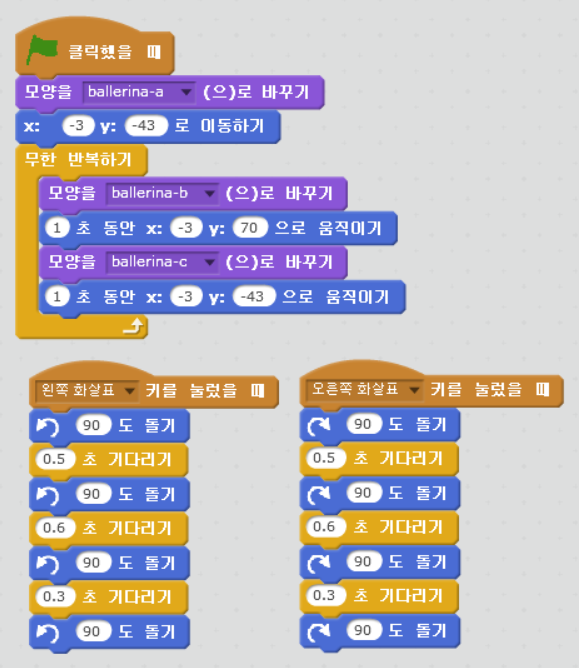 클릭했을 때
모양을 ballerina-a (으)로 바꾸기
x: -3 y: -43 로 이동하기
무한 반복하기
모양을 ballerina-b (으)로 바꾸기
1 초 동안 x: -3 y: 70 으로 움직이기
모양을 ballerina-c (으)로 바꾸기
1 초 동안 x: -3 y: -43 으로 움직이기
왼쪽 화살표 키를 눌렀을 때
90 도 돌기
0.5 초 기다리기
90 도 돌기
0.6 초 기다리기
90 도 돌기
0.3 초 기다리기
90 도 돌기
오른쪽 화살표 키를 눌렀을 때
90 도 돌기
0.5 초 기다리기
90 도 돌기
0.6 초 기다리기
90 도 돌기
0.3 초 기다리기
90 도 돌기